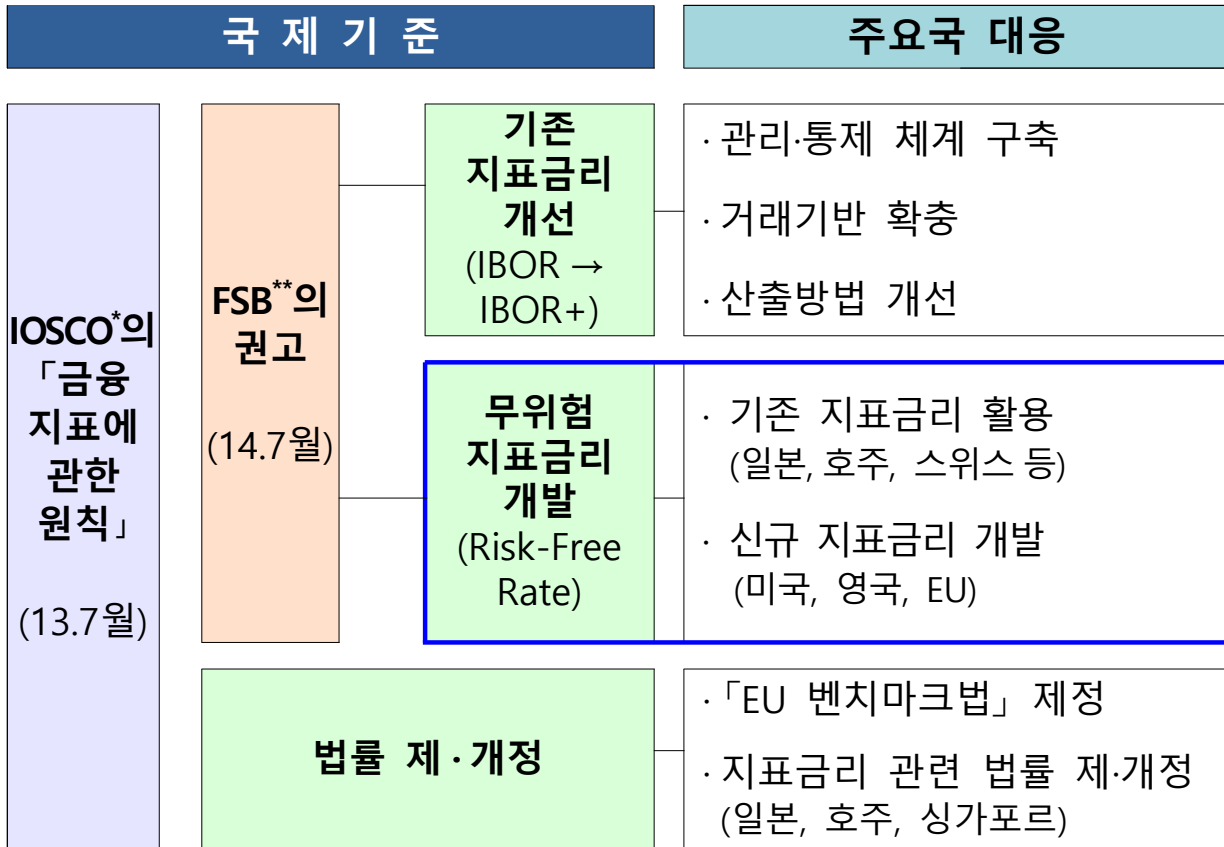 국 제 기 준
주요국 대응
IOSCO*의
「금융
지표에
관한
원칙」
(13.7월)
FSB**의
권고
(14.7월)
기존
지표금리
개선
(IBOR →
IBOR+)
· 관리·통제 체계 구축
· 거래기반 확충
· 산출방법 개선
무위험
지표금리
개발
(Risk-Free
Rate)
· 기존 지표금리 활용
(일본, 호주, 스위스 등)
· 신규 지표금리 개발
(미국, 영국, EU)
법률 제·개정
·「EU 벤치마크법」 제정
· 지표금리 관련 법률 제·개정
(일본, 호주, 싱가포르)